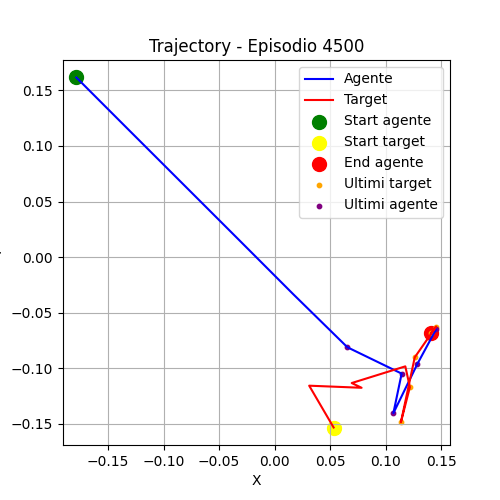 Trajectory - Episodio 4500
Agente
Target
Start agente
Start target
End agente
Ultimi target
Ultimi agente
0.15
0.10
0.05
0.00
−0.05
−0.10
−0.15
−0.15
−0.10
−0.05
0.00
0.05
0.10
0.15
X